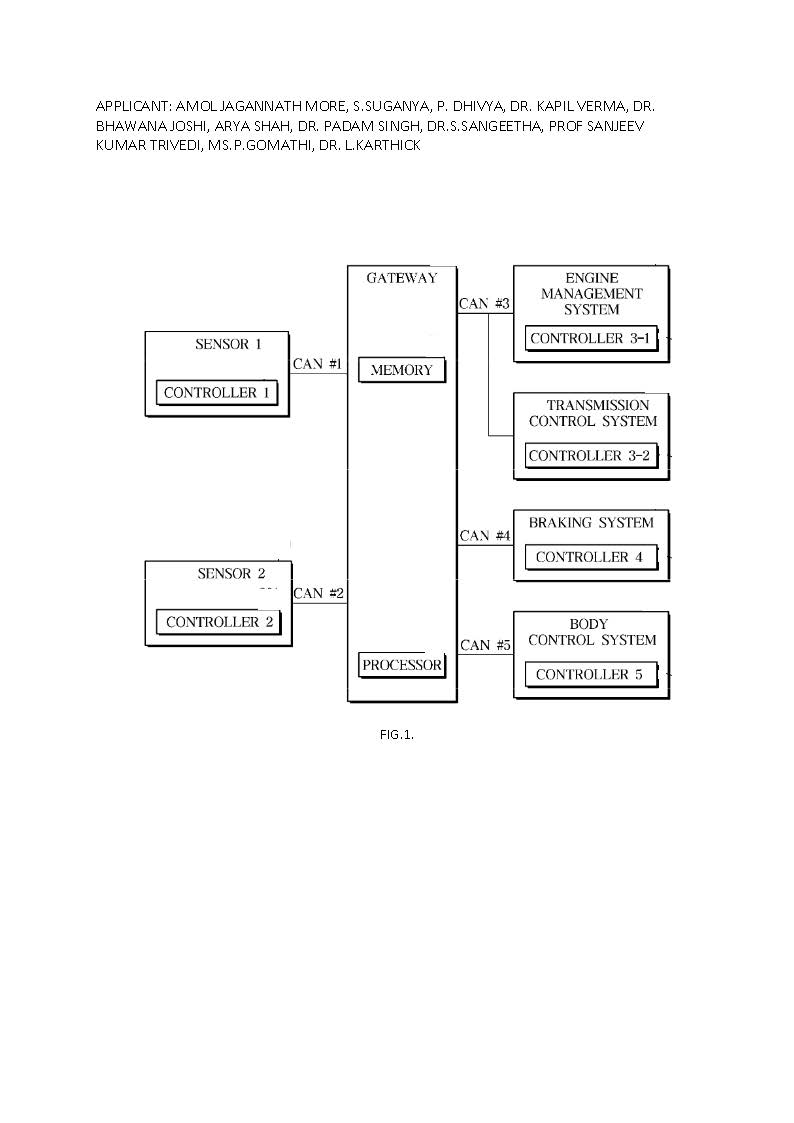 APPLICANT: AMOL JAGANNATH MORE, S.SUGANYA, P. DHIVYA, DR. KAPIL VERMA, DR.
BHAWANA JOSHI, ARYA SHAH, DR. PADAM SINGH, DR.S.SANGEETHA, PROF SANJEEV
KUMAR TRIVEDI, MS.P.GOMATHI, DR. L.KARTHICK
SENSOR 1
CONTROLLER 1
CAN #1
SENSOR 2
CONTROLLER 2
CAN #2
GATEWAY
MEMORY
PROCESSOR
CAN #3
ENGINE
MANAGEMENT
SYSTEM
CONTROLLER 3-1
TRANSMISSION
CONTROL SYSTEM
CONTROLLER 3-2
CAN #4
BRAKING SYSTEM
CONTROLLER 4
CAN #5
BODY
CONTROL SYSTEM
CONTROLLER 5
FIG.1.